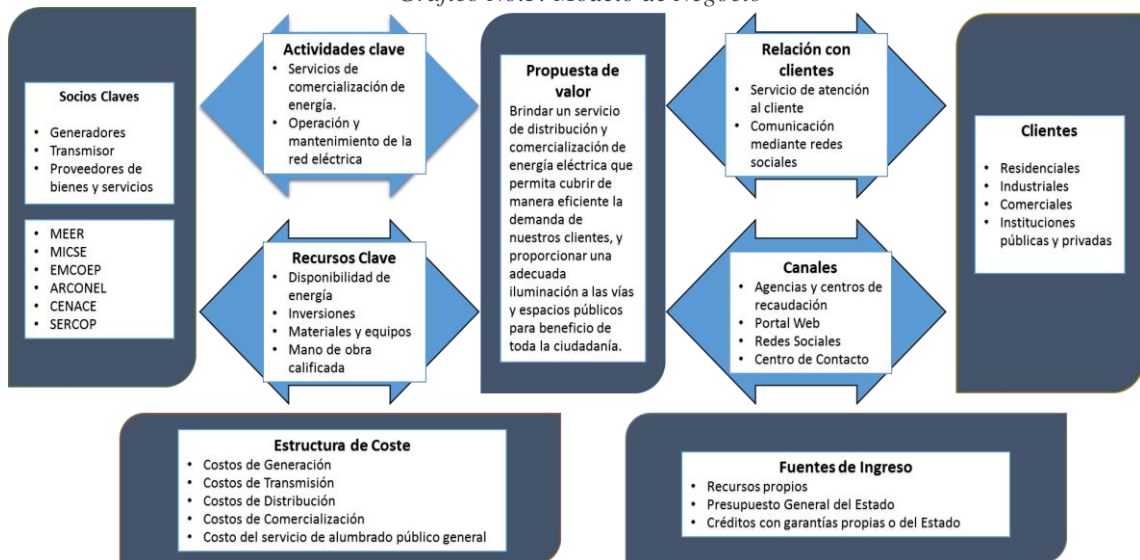 Gráfico No.5: Modelo de Negocio
Socios Claves
• Generadores
• Transmisor
• Proveedores de
bienes y servicios
• MEER
• MICSE
• EMCOEP
• ARCONEL
• CENACE
• SERCOP
Actividades clave
• Servicios de
comercialización de
energía.
• Operación y
mantenimiento de la
red eléctrica
Recursos Clave
• Disponibilidad de
energía
• Inversiones
• Materiales y equipos
• Mano de obra
calificada
Propuesta de
valor
Brindar un servicio
de distribución y
comercialización de
energía eléctrica que
permita cubrir de
manera eficiente la
demanda de
nuestros clientes, y
proporcionar una
adecuada
iluminación a las vías
y espacios públicos
para beneficio de
toda la ciudadanía.
Relación con
clientes
• Servicio de atención
al cliente
• Comunicación
mediante redes
sociales
Canales
• Agencias y centros de
recaudación
• Portal Web
• Redes Sociales
• Centro de Contacto
Clientes
• Residenciales
• Industriales
• Comerciales
• Instituciones
públicas y privadas
Estructura de Coste
• Costos de Generación
• Costos de Transmisión
• Costos de Distribución
• Costos de Comercialización
• Costo del servicio de alumbrado público general
Fuentes de Ingreso
• Recursos propios
• Presupuesto General del Estado
• Créditos con garantías propias o del Estado